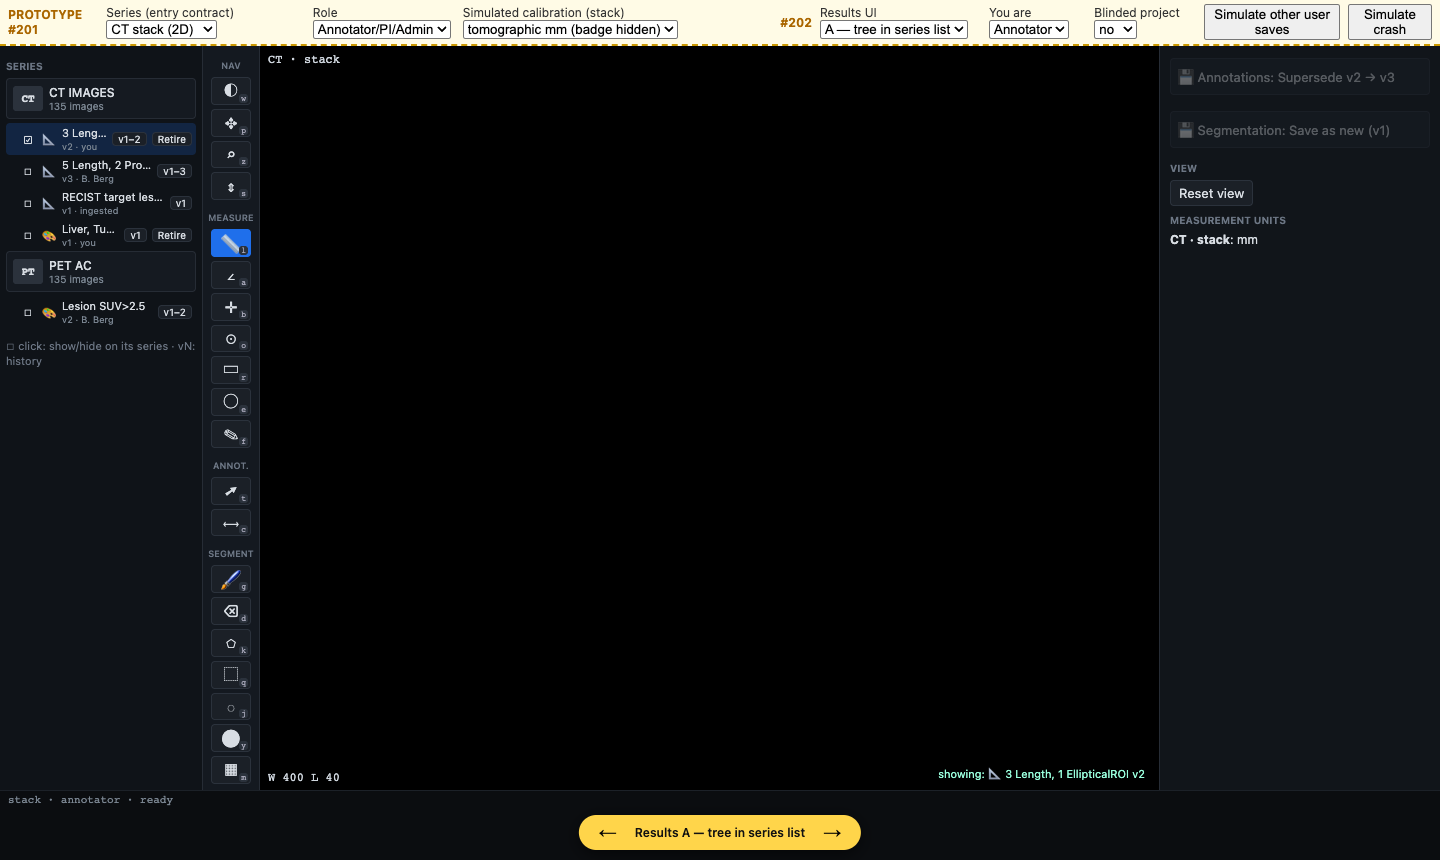 PROTOTYPE #201
Series (entry contract)
CT stack (2D)
Role
Annotator/PI/Admin
Simulated calibration (stack)
tomographic mm (badge hidden)
#202
Results UI
A — tree in series list
You are
Annotator
Blinded project
no
Simulate other user saves
Simulate crash
SERIES
CT
CT IMAGES
135 images
3 Leng...
v2 · you
v1–2
Retire
5 Length, 2 Pro...
v3 · B. Berg
v1–3
RECIST target les...
v1 · ingested
v1
Liver, Tu...
v1 · you
v1
Retire
PT
PET AC
135 images
Lesion SUV>2.5
v2 · B. Berg
v1–2
☐ click: show/hide on its series · vN: history
NAV
w
p
z
s
MEASURE
l
a
b
o
r
e
f
ANNOT.
t
c
SEGMENT
g
d
k
q
j
y
m
CT · stack
W 400 L 40
showing: 📐 3 Length, 1 EllipticalROI v2
💾 Annotations: Supersede v2 → v3
💾 Segmentation: Save as new (v1)
VIEW
Reset view
MEASUREMENT UNITS
CT · stack: mm
stack · annotator · ready
← Results A — tree in series list →